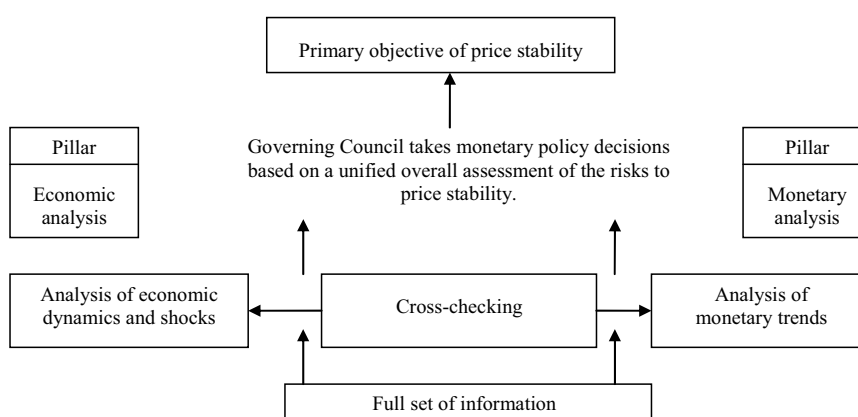 Primary objective of price stability
Pillar
Economic
analysis
Governing Council takes monetary policy decisions
based on a unified overall assessment of the risks to
price stability.
Pillar
Monetary
analysis
Analysis of economic
dynamics and shocks
Cross-checking
Analysis of
monetary trends
Full set of information